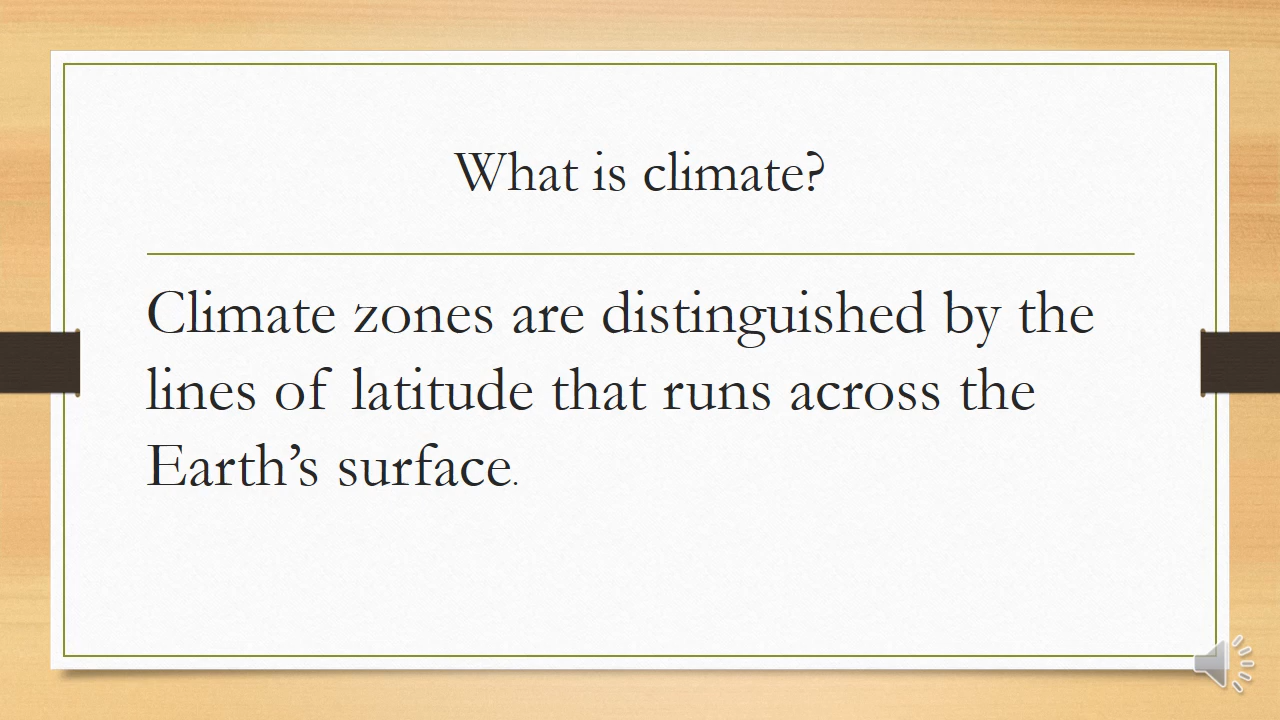 What is climate?
Climate zones are distinguished by the
lines of latitude that runs across the
Earth’s surface.